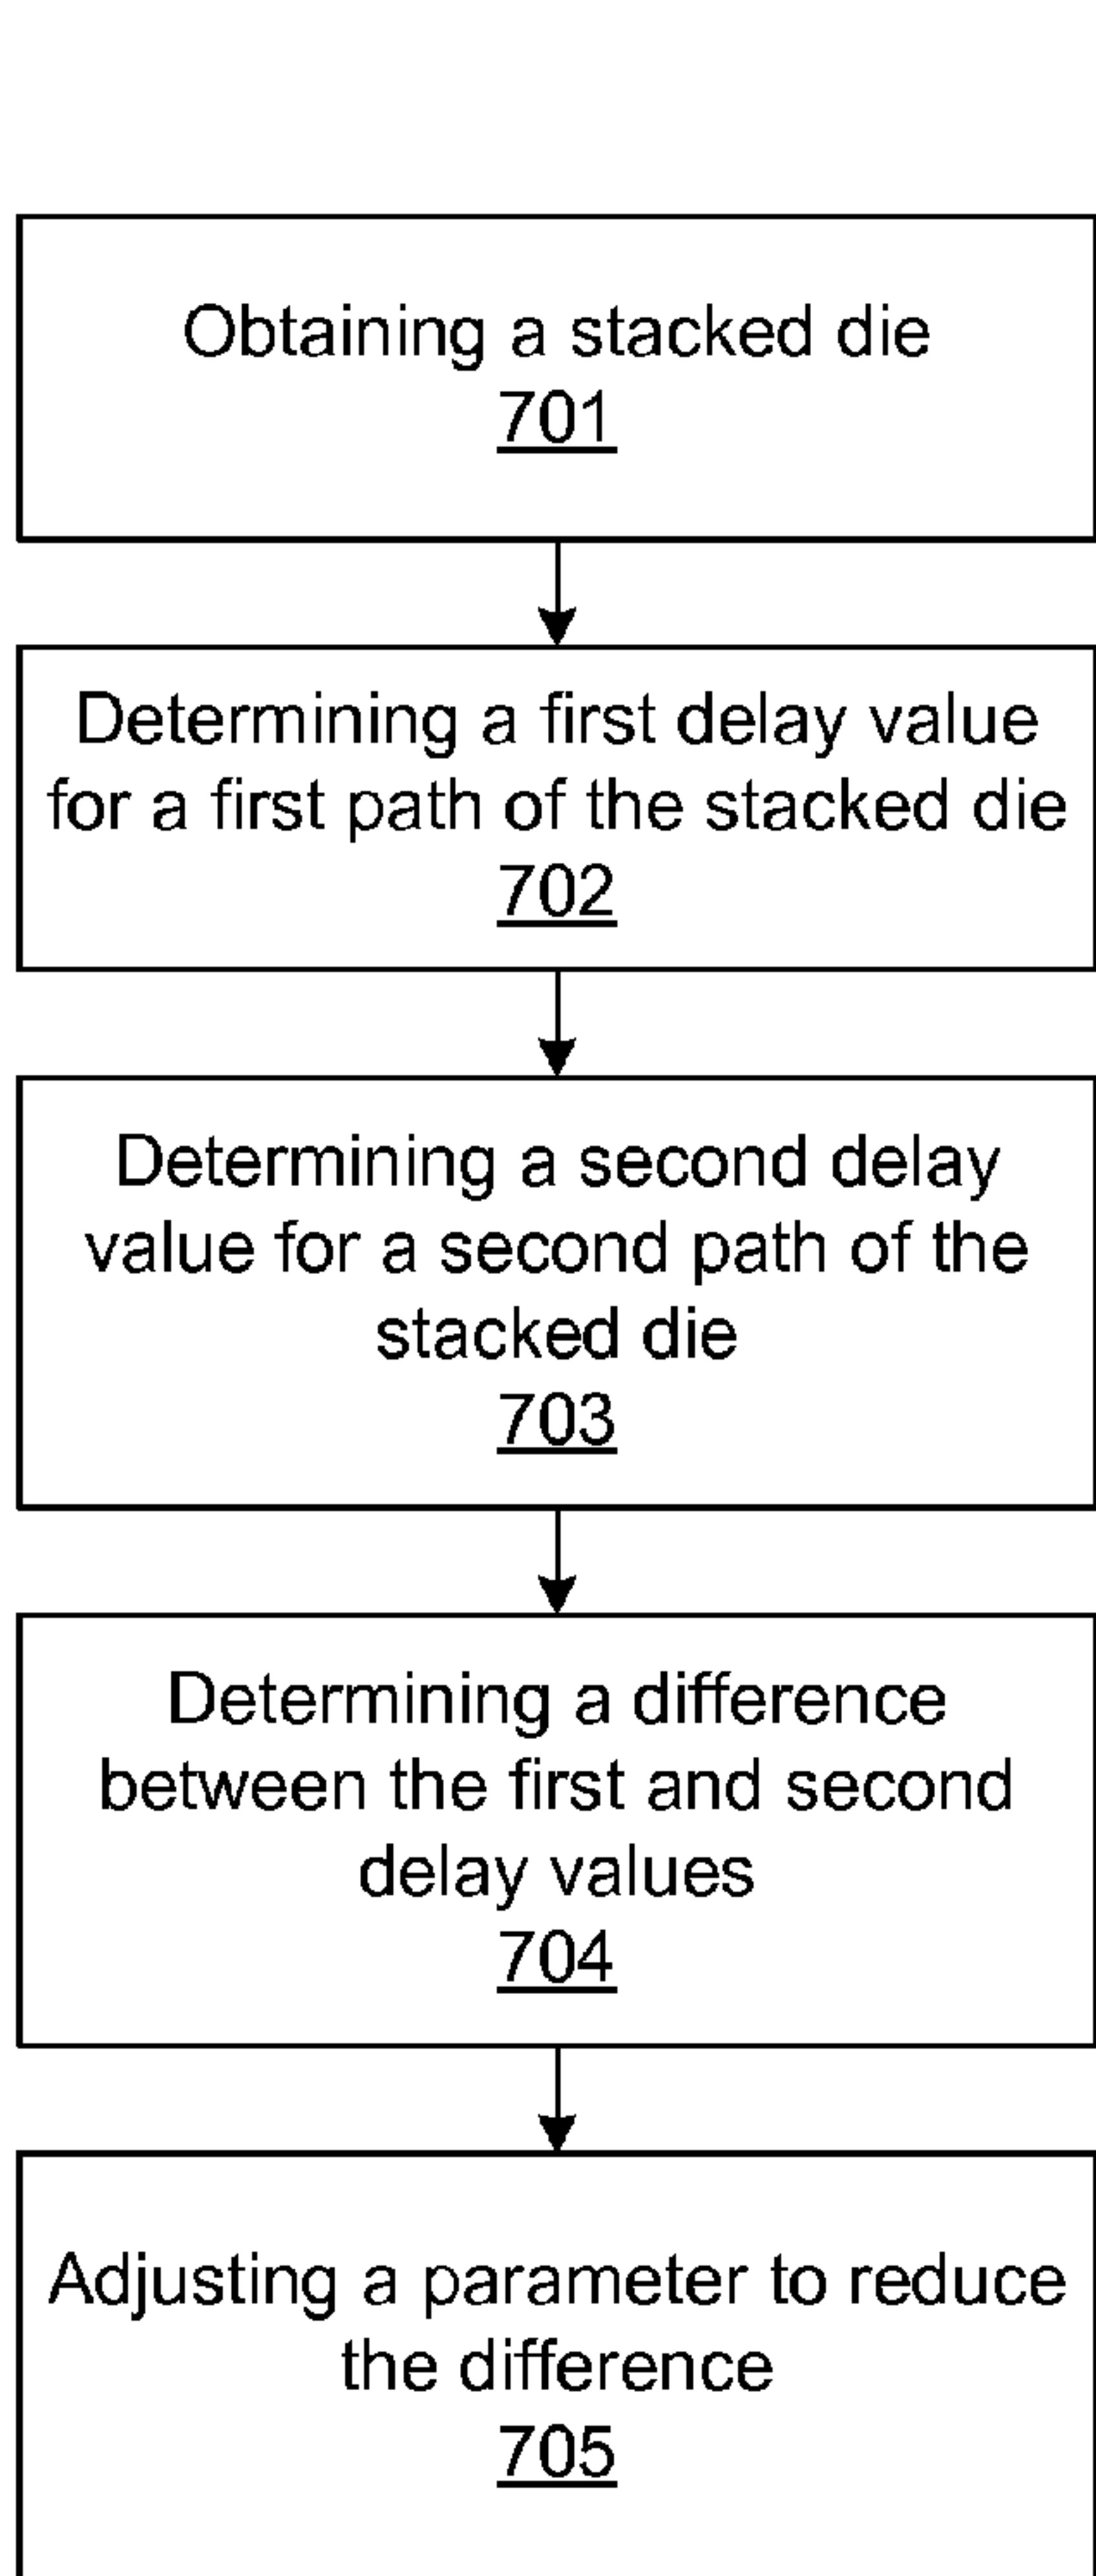 Obtaining a stacked die
701
Determining a first delay value
for a first path of the stacked die
702
Determining a second delay
value for a second path of the
stacked die
703
Determining a difference
between the first and second
delay values
704
Adjusting a parameter to reduce
the difference
705